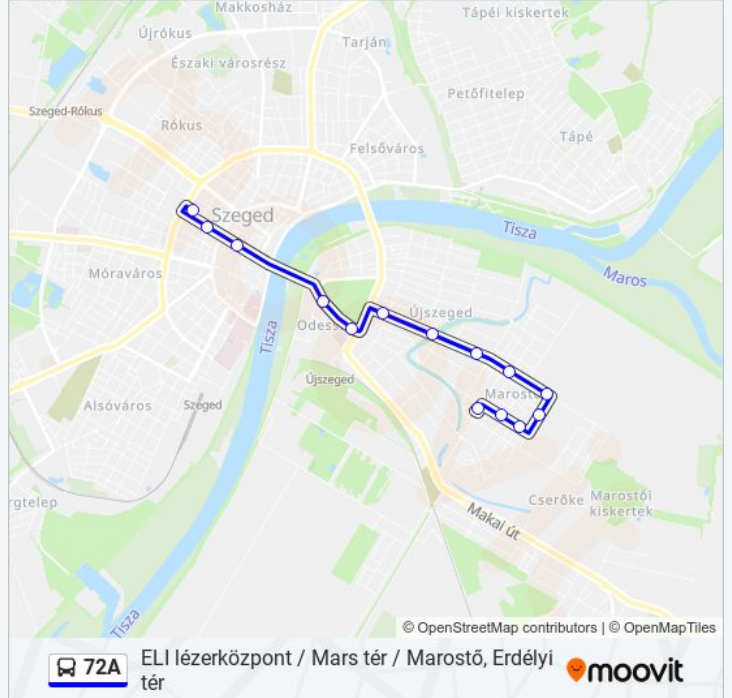 Makkosház
Tápéi kiskertek
Újrókus
Tarján
Északi városrész
Petőfitelep
Szeged-Rókus
Rókus
Tápé
Felsőváros
Szeged
Tisza
Móraváros
Maros
Újszeged
Odessz
Tisza
Újszeged
Marostő
Alsóváros
Szeged
rgtelep
Cserőke
Marostői
kiskertek
Makai út
Tisza
© OpenStreetMap contributors | © OpenMapTiles
72A
ELI lézerközpont / Mars tér / Marostő, Erdélyi
tér
moovit